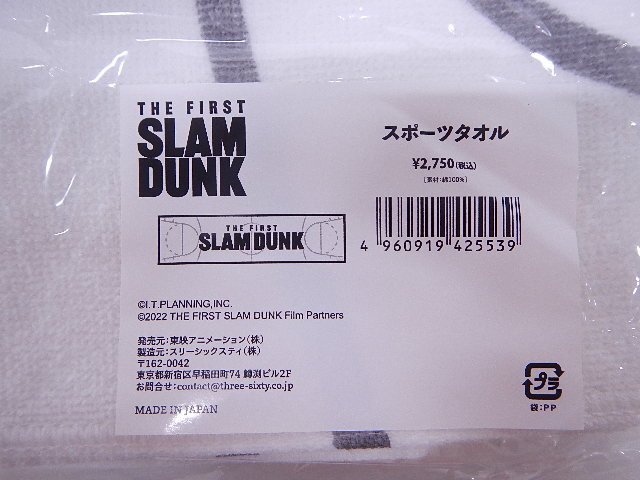 THE FIRST
SLAM
DUNK
スポーツタオル
¥2,750(税込)
[素材:綿100%]
THE FIRST
SLAM DUNK
4 960919 425539
©I.T.PLANNING,INC.
©2022 THE FIRST SLAM DUNK Film Partners
発売元:東映アニメーション(株)
製造元:スリーシックスティ(株)
〒162-0042
東京都新宿区早稲田町74 鱒渕ビル2F
お問合せ:contact@three-sixty.co.jp
MADE IN JAPAN
プラ
袋:PP